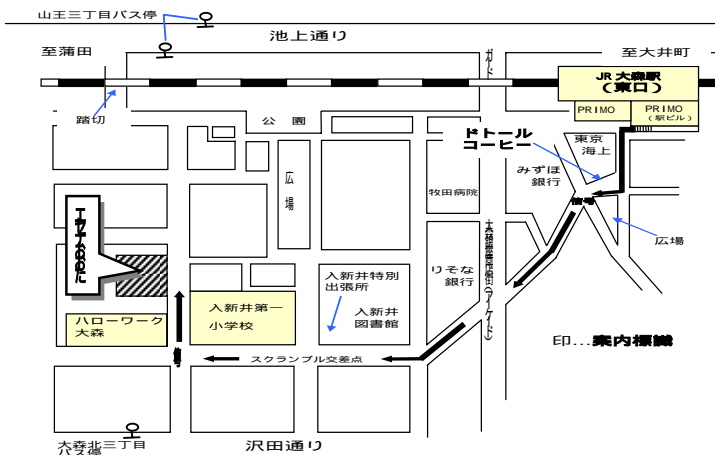 山王三丁目バス停
池上通り
至蒲田
ガード
至大井町
JR 大森駅
(東口)
PRIMO
PRIMO
(駅ビル)
踏切
公園
ドトール
コーヒー
東京
海上
みずほ
銀行
広場
牧田病院
信号
広場
りそな
銀行
入新井特別
出張所
入新井
図書館
入新井第一
小学校
ハローワーク
大森
印…案内標識
信号
スクランブル交差点
大森北三丁目
バス停
沢田通り